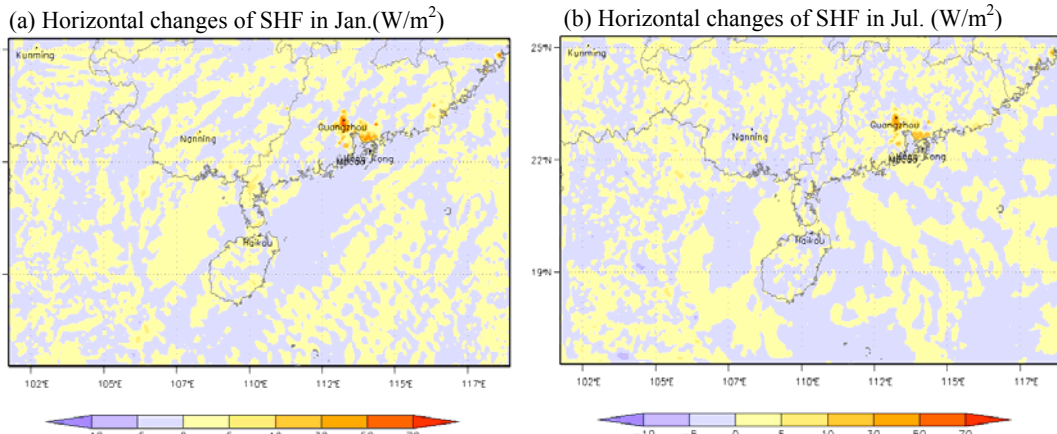 (a) Horizontal changes of SHF in Jan.(W/m²)
(b) Horizontal changes of SHF in Jul. (W/m²)
Kunming
Guangzhou
Nanning
Kong
Haikou
102°E 105°E 107°E 110°E 112°E 115°E 117°E
25°N
Kunming
Guangzhou
Nanning
22°N
Kong
Haikou
19°N
102°E 105°E 107°E 110°E 112°E 115°E 117°E
-10 -5 0 5 10 30 50 70